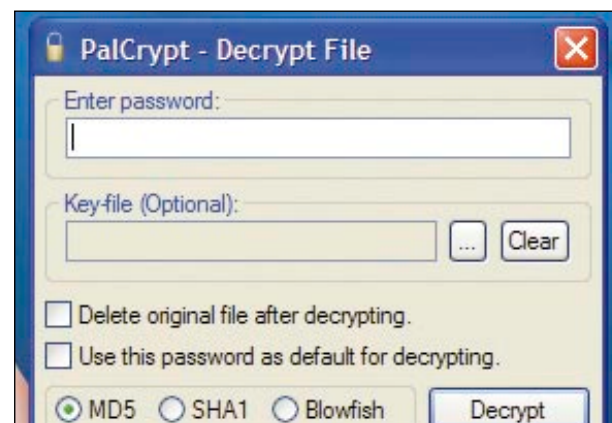 PalCrypt - Decrypt File
Enter password:
Key-file (Optional):
... Clear
Delete original file after decrypting.
Use this password as default for decrypting.
MD5 SHA1 Blowfish Decrypt